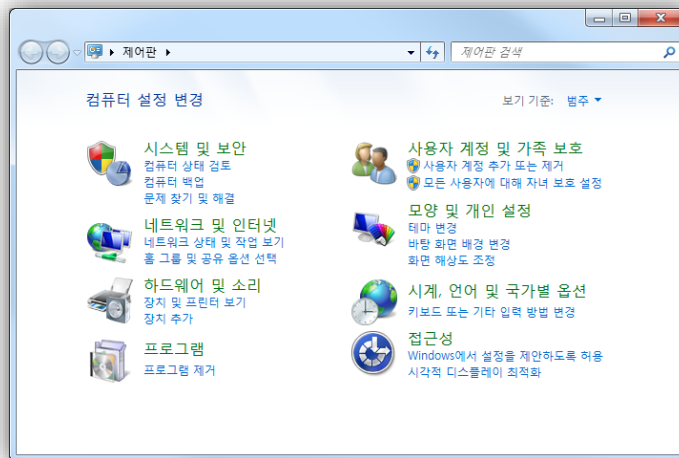 제어판
제어판 검색
컴퓨터 설정 변경
보기 기준: 범주
시스템 및 보안
컴퓨터 상태 검토
컴퓨터 백업
문제 찾기 및 해결
네트워크 및 인터넷
네트워크 상태 및 작업 보기
홈 그룹 및 공유 옵션 선택
하드웨어 및 소리
장치 및 프린터 보기
장치 추가
프로그램
프로그램 제거
사용자 계정 및 가족 보호
사용자 계정 추가 또는 제거
모든 사용자에 대해 자녀 보호 설정
모양 및 개인 설정
테마 변경
바탕 화면 배경 변경
화면 해상도 조정
시계, 언어 및 국가별 옵션
키보드 또는 기타 입력 방법 변경
접근성
Windows에서 설정을 제안하도록 허용
시각적 디스플레이 최적화